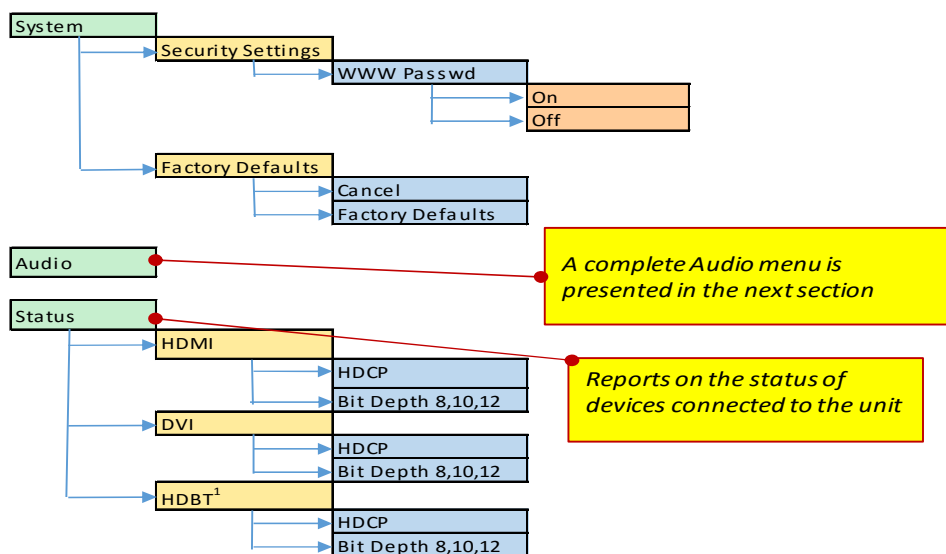 System
Security Settings
WWW Passwd
On
Off
Factory Defaults
Cancel
Factory Defaults
Audio
A complete Audio menu is
presented in the next section
Status
HDMI
HDCP
Bit Depth 8,10,12
Reports on the status of
devices connected to the unit
DVI
HDCP
Bit Depth 8,10,12
HDBT¹
HDCP
Bit Depth 8,10,12